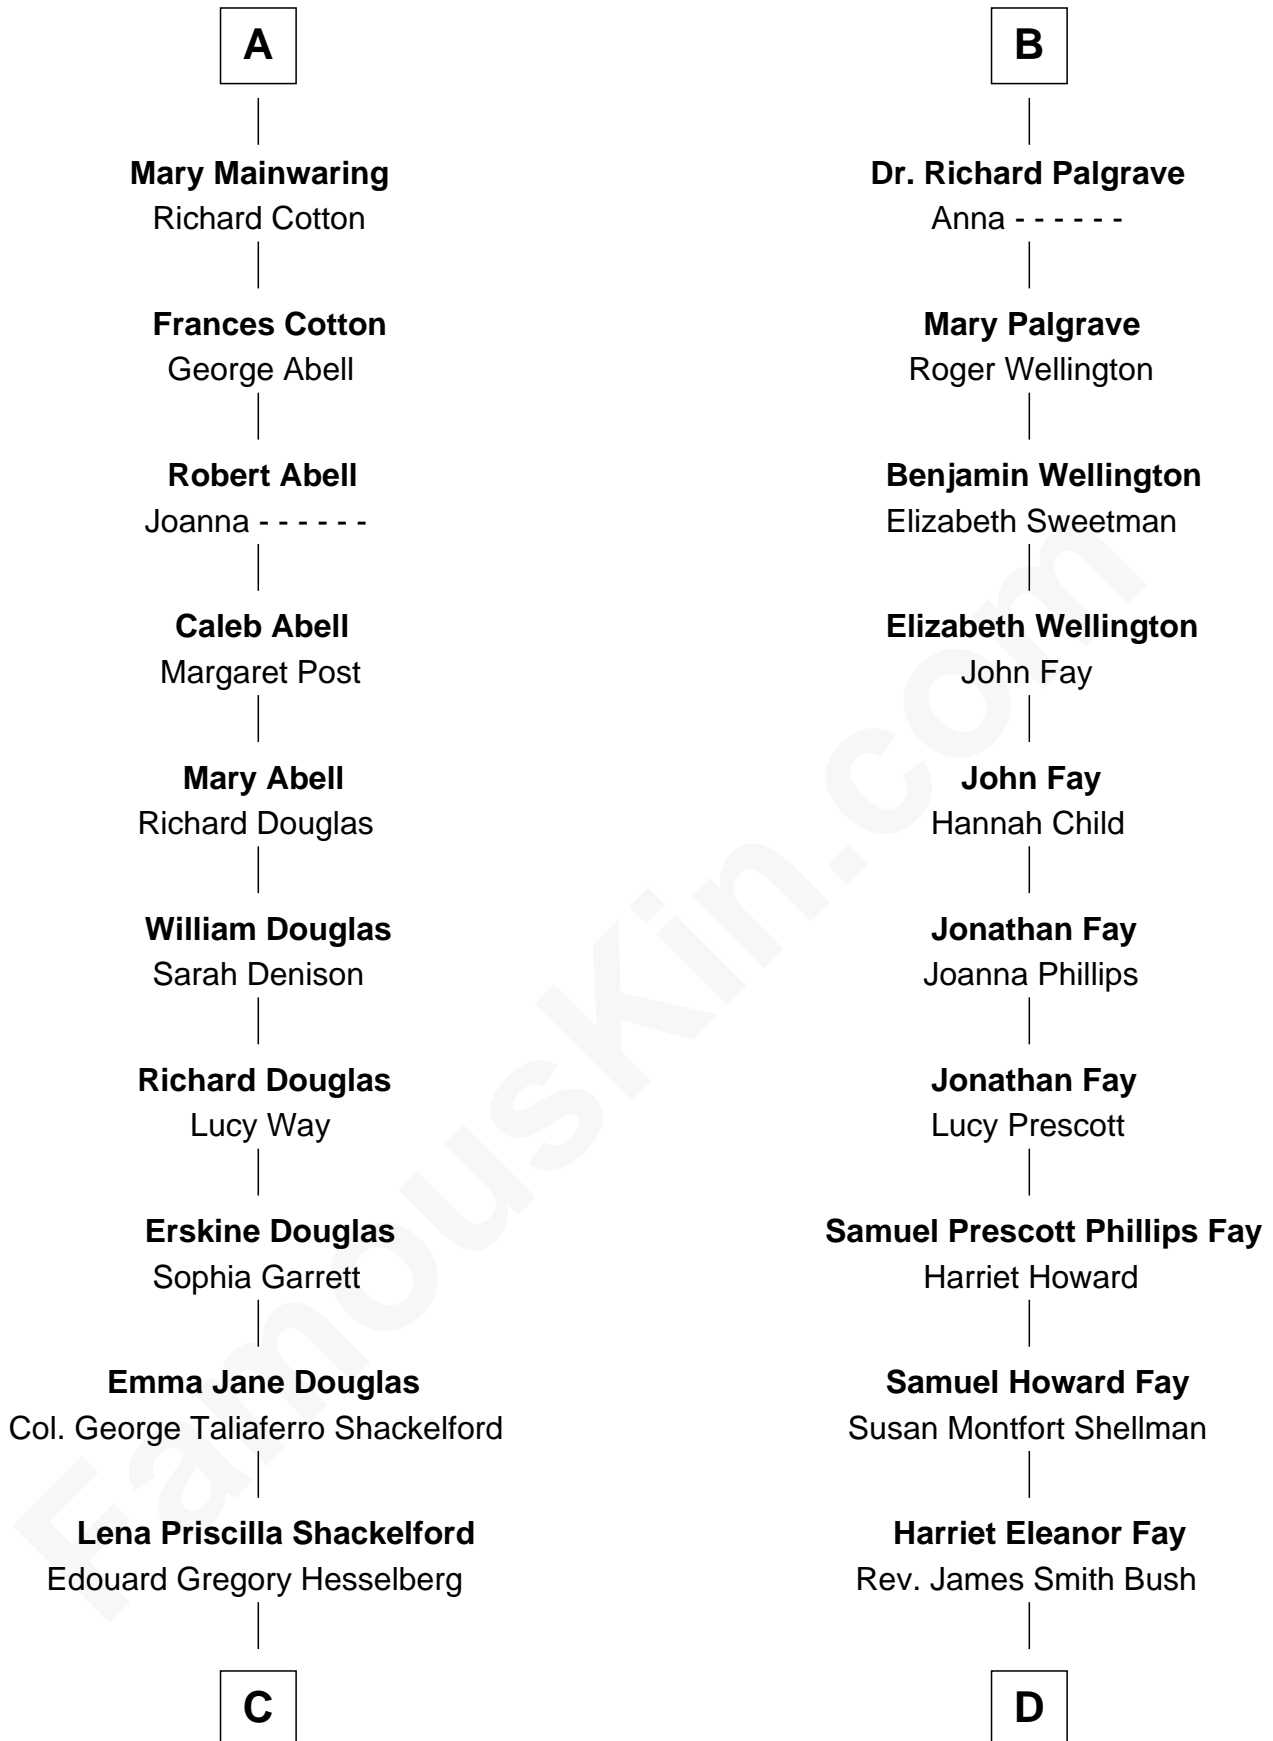 A
Mary Mainwaring
Richard Cotton
Frances Cotton
George Abell
Robert Abell
Joanna - - - - - -
Caleb Abell
Margaret Post
Mary Abell
Richard Douglas
William Douglas
Sarah Denison
Richard Douglas
Lucy Way
Erskine Douglas
Sophia Garrett
Emma Jane Douglas
Col. George Taliaferro Shackelford
Lena Priscilla Shackelford
Edouard Gregory Hesselberg
C
B
Dr. Richard Palgrave
Anna - - - - - -
Mary Palgrave
Roger Wellington
Benjamin Wellington
Elizabeth Sweetman
Elizabeth Wellington
John Fay
John Fay
Hannah Child
Jonathan Fay
Joanna Phillips
Jonathan Fay
Lucy Prescott
Samuel Prescott Phillips Fay
Harriet Howard
Samuel Howard Fay
Susan Montfort Shellman
Harriet Eleanor Fay
Rev. James Smith Bush
D
FamousKin.com